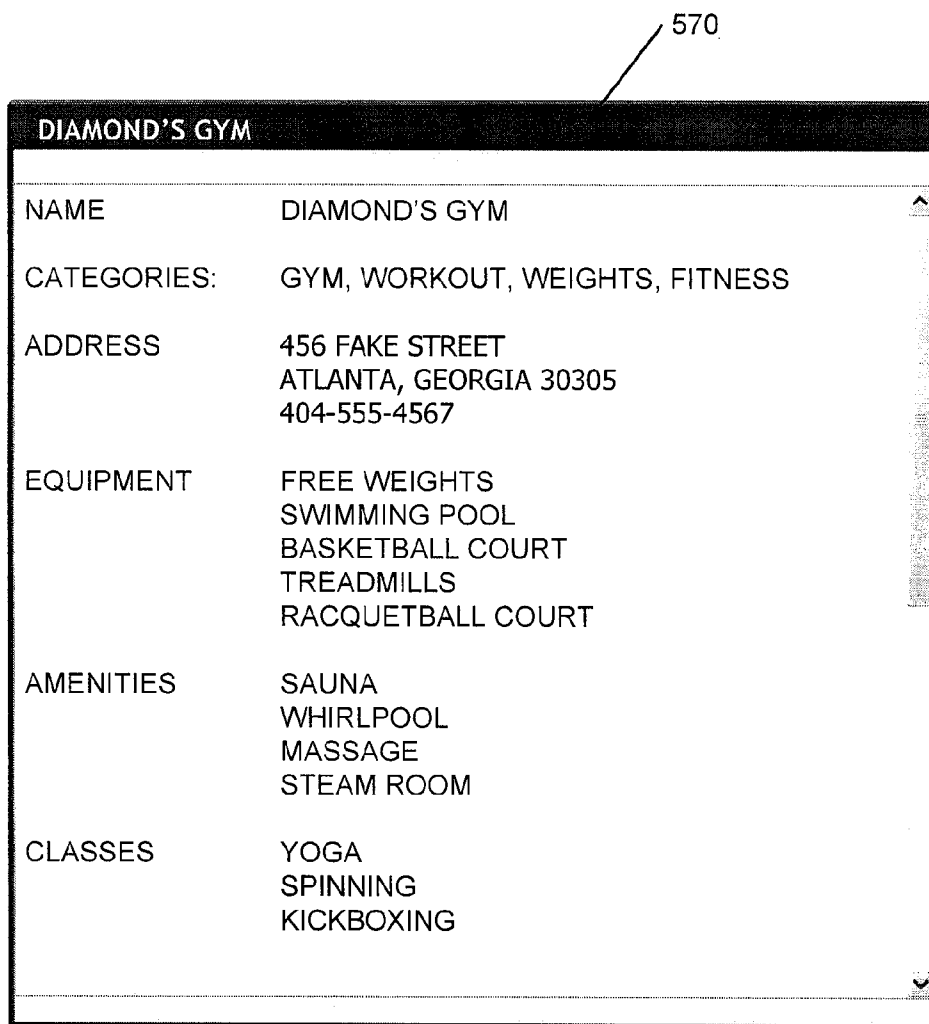 570
DIAMOND'S GYM
NAME DIAMOND'S GYM
CATEGORIES: GYM, WORKOUT, WEIGHTS, FITNESS
ADDRESS 456 FAKE STREET
ATLANTA, GEORGIA 30305
404-555-4567
EQUIPMENT FREE WEIGHTS
SWIMMING POOL
BASKETBALL COURT
TREADMILLS
RACQUETBALL COURT
AMENITIES SAUNA
WHIRLPOOL
MASSAGE
STEAM ROOM
CLASSES YOGA
SPINNING
KICKBOXING